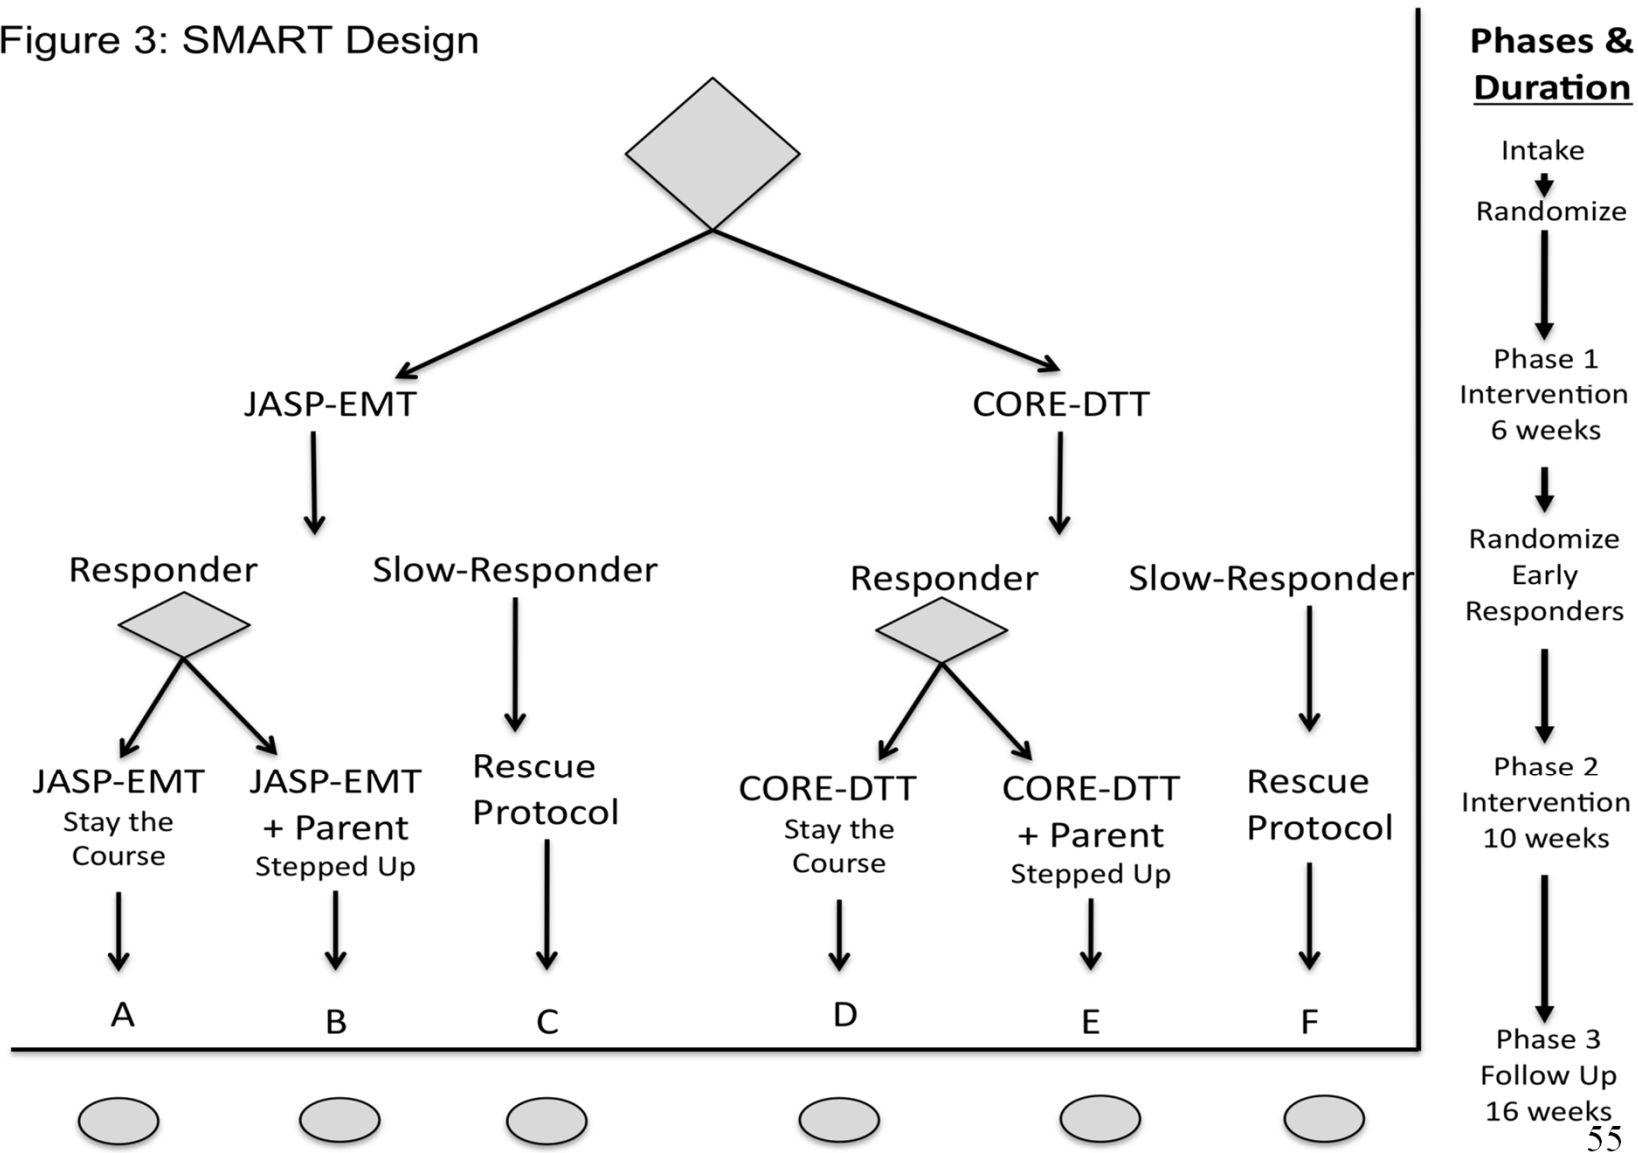 Figure 3: SMART Design
Phases &
Duration
Intake
Randomize
Phase 1
Intervention
6 weeks
Randomize
Early
Responders
Phase 2
Intervention
10 weeks
Phase 3
Follow Up
16 weeks
JASP-EMT
CORE-DTT
Responder
Slow-Responder
Responder
Slow-Responder
JASP-EMT
Stay the
Course
JASP-EMT
+ Parent
Stepped Up
Rescue
Protocol
CORE-DTT
Stay the
Course
CORE-DTT
+ Parent
Stepped Up
Rescue
Protocol
A
B
C
D
E
F
55